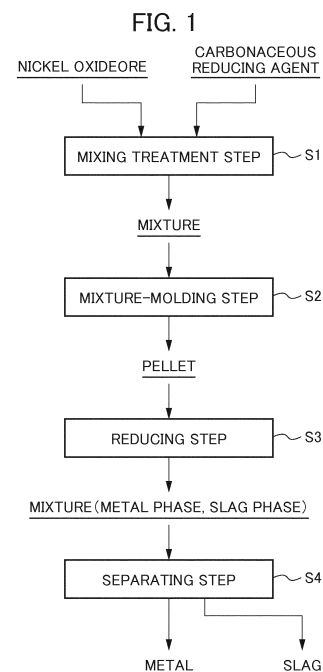 FIG. 1
NICKEL OXIDEORE
CARBONACEOUS
REDUCING AGENT
MIXING TREATMENT STEP
S1
MIXTURE
MIXTURE-MOLDING STEP
S2
PELLET
REDUCING STEP
S3
MIXTURE(METAL PHASE, SLAG PHASE)
SEPARATING STEP
S4
METAL
SLAG